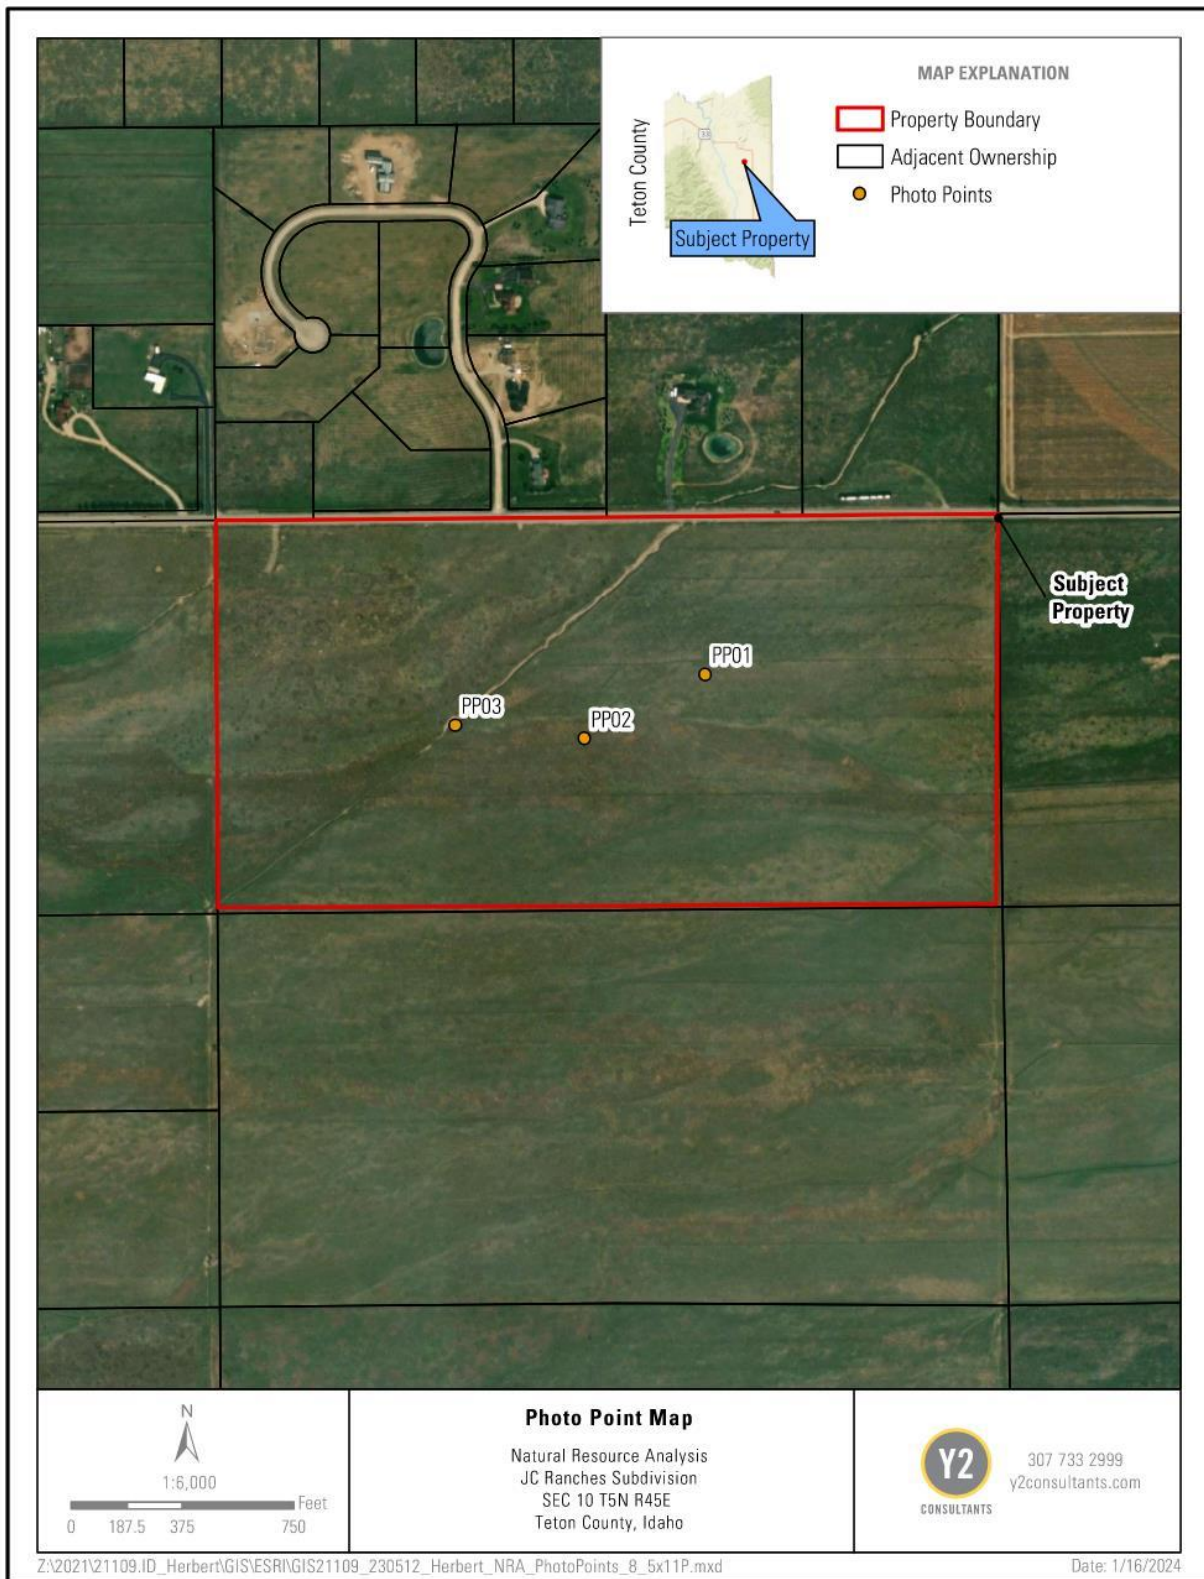 MAP EXPLANATION
Teton County
33
Subject Property
Property Boundary
Adjacent Ownership
Photo Points
Subject
Property
PP01
PP03
PP02
N
1:6,000
Feet
0 187.5 375 750
Photo Point Map
Natural Resource Analysis
JC Ranches Subdivision
SEC 10 T5N R45E
Teton County, Idaho
Y2
CONSULTANTS
307 733 2999
y2consultants.com
Z:\2021\21109.ID_Herbert\GIS\ESRI\GIS21109_230512_Herbert_NRA_PhotoPoints_8_5x11P.mxd
Date: 1/16/2024